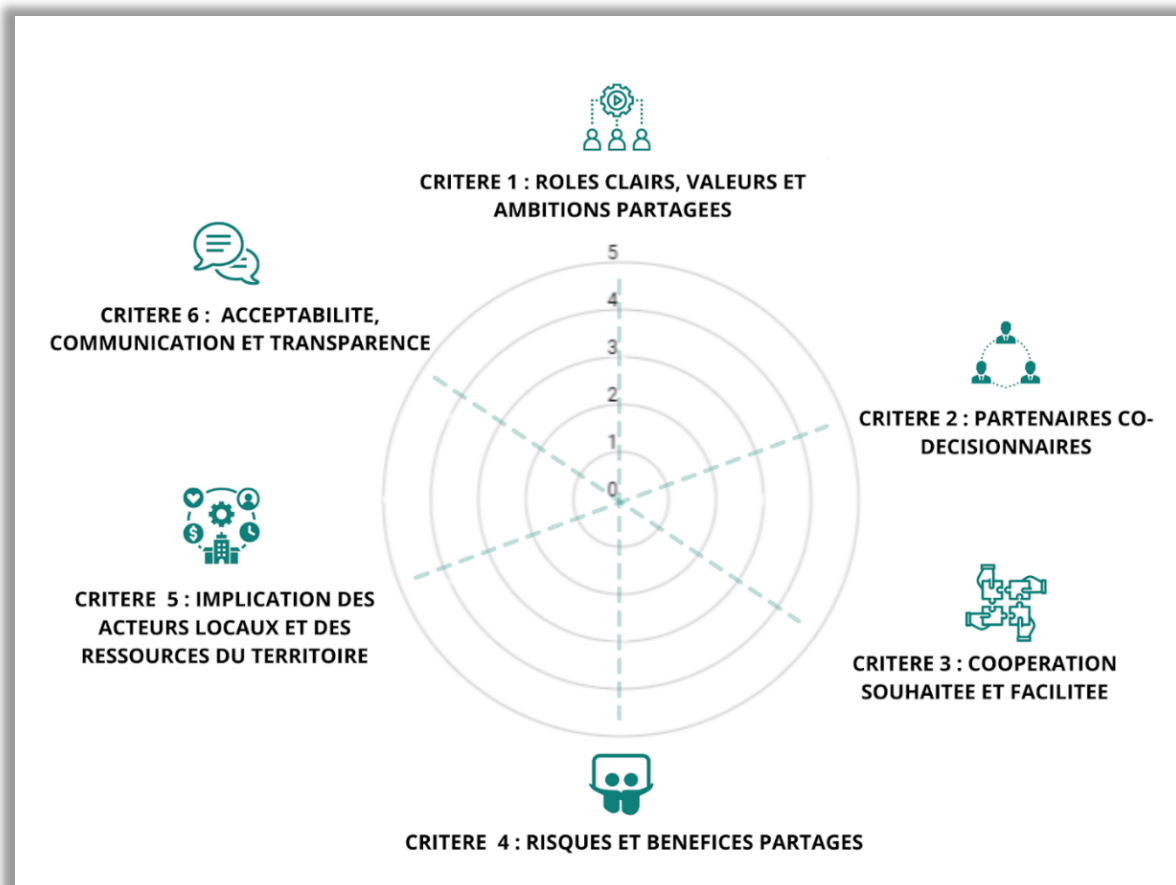 CRITERE 1 : ROLES CLAIRS, VALEURS ET
AMBITIONS PARTAGEES
5
4
3
2
1
0
CRITERE 2 : PARTENAIRES CO-
DECISIONNAIRES
CRITERE 3 : COOPERATION
SOUHAITEE ET FACILITEE
CRITERE 4 : RISQUES ET BENEFICES PARTAGES
CRITERE 5 : IMPLICATION DES
ACTEURS LOCAUX ET DES
RESSOURCES DU TERRITOIRE
CRITERE 6 : ACCEPTABILITE,
COMMUNICATION ET TRANSPARENCE
$